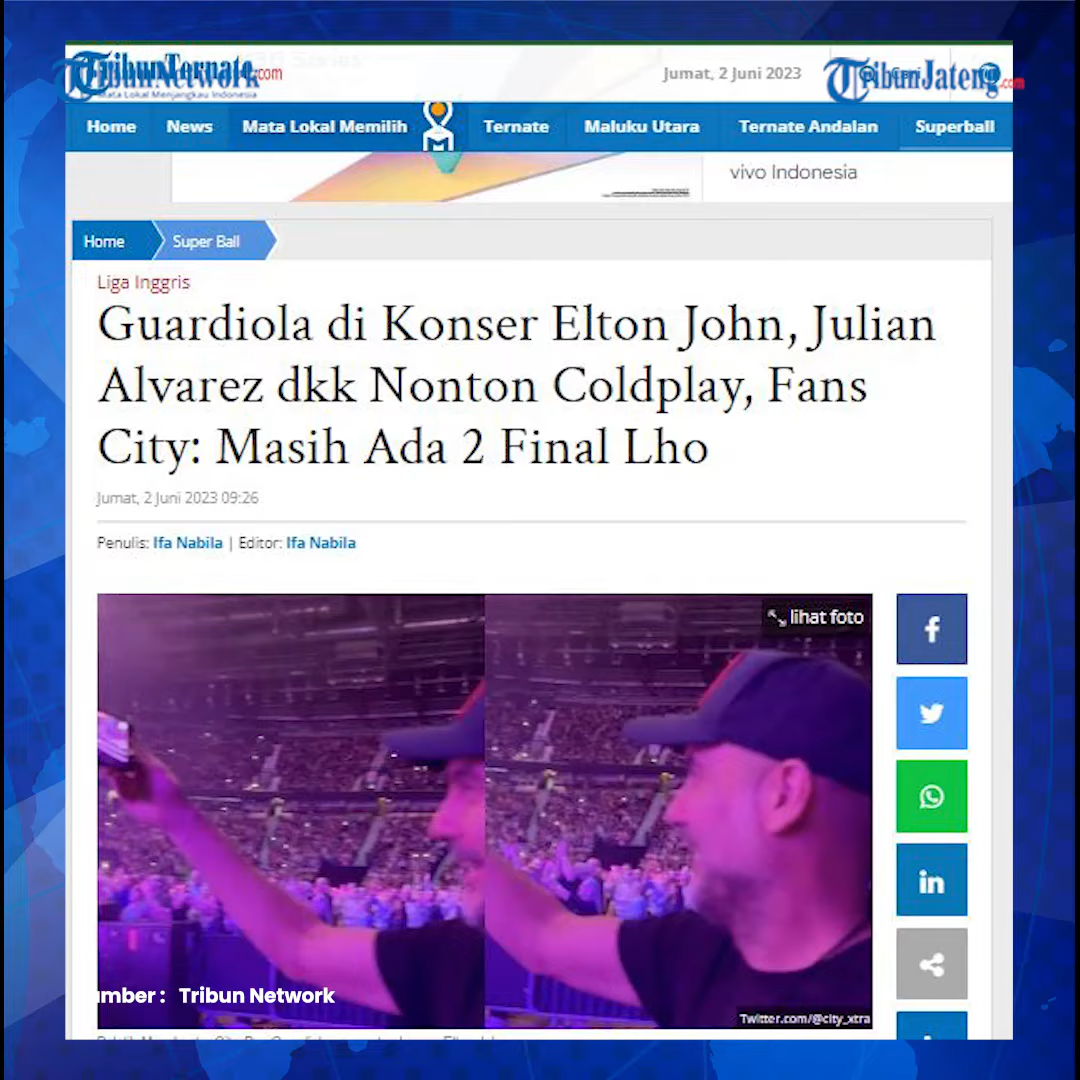 TribunTernate.com
Mata Lokal Menjangkau Indonesia
Jumat, 2 Juni 2023
TribunJateng.com
Home News Mata Lokal Memilih Ternate Maluku Utara Ternate Andalan Superball
vivo Indonesia
Home Super Ball
Liga Inggris
Guardiola di Konser Elton John, Julian
Alvarez dkk Nonton Coldplay, Fans
City: Masih Ada 2 Final Lho
Jumat, 2 Juni 2023 09:26
Penulis: Ifa Nabila | Editor: Ifa Nabila
lihat foto
umber : Tribun Network
Twitter.com/@city_xtra